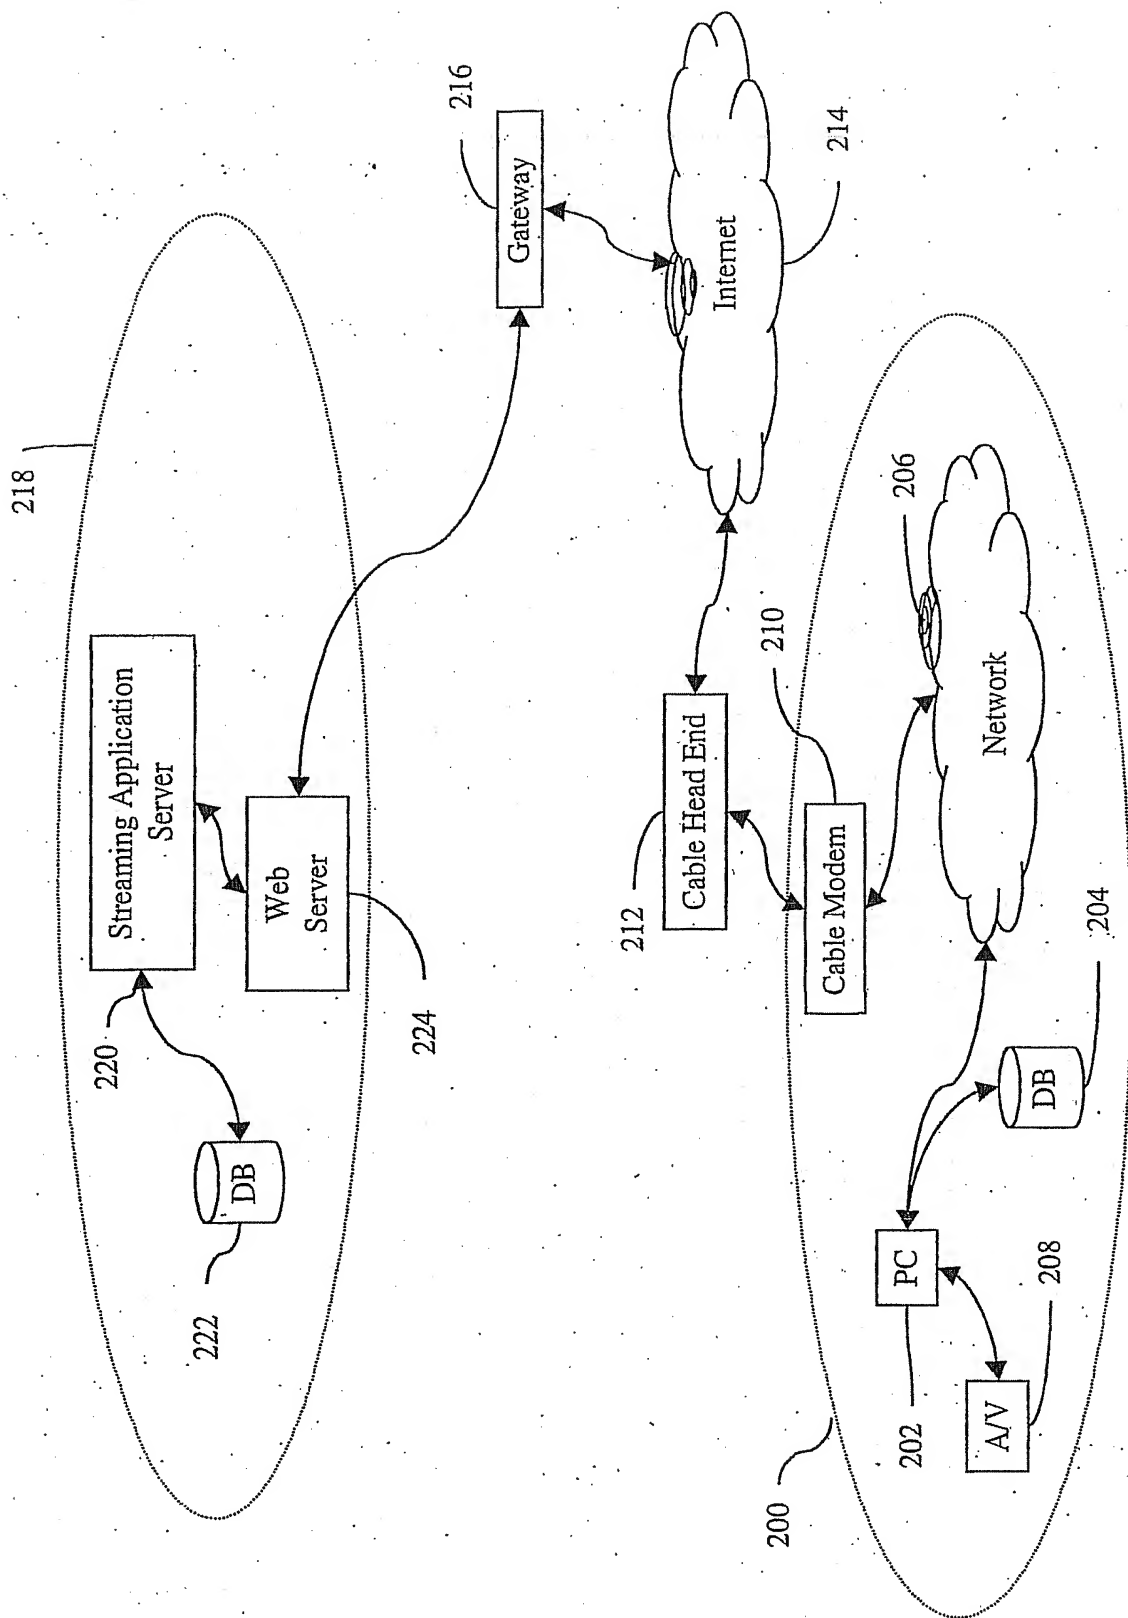 218
220
Streaming Application
Server
222
DB
Web
Server
224
216
Gateway
212
Cable Head End
Internet
214
210
Cable Modem
206
Network
200
202
PC
A/V
208
DB
204